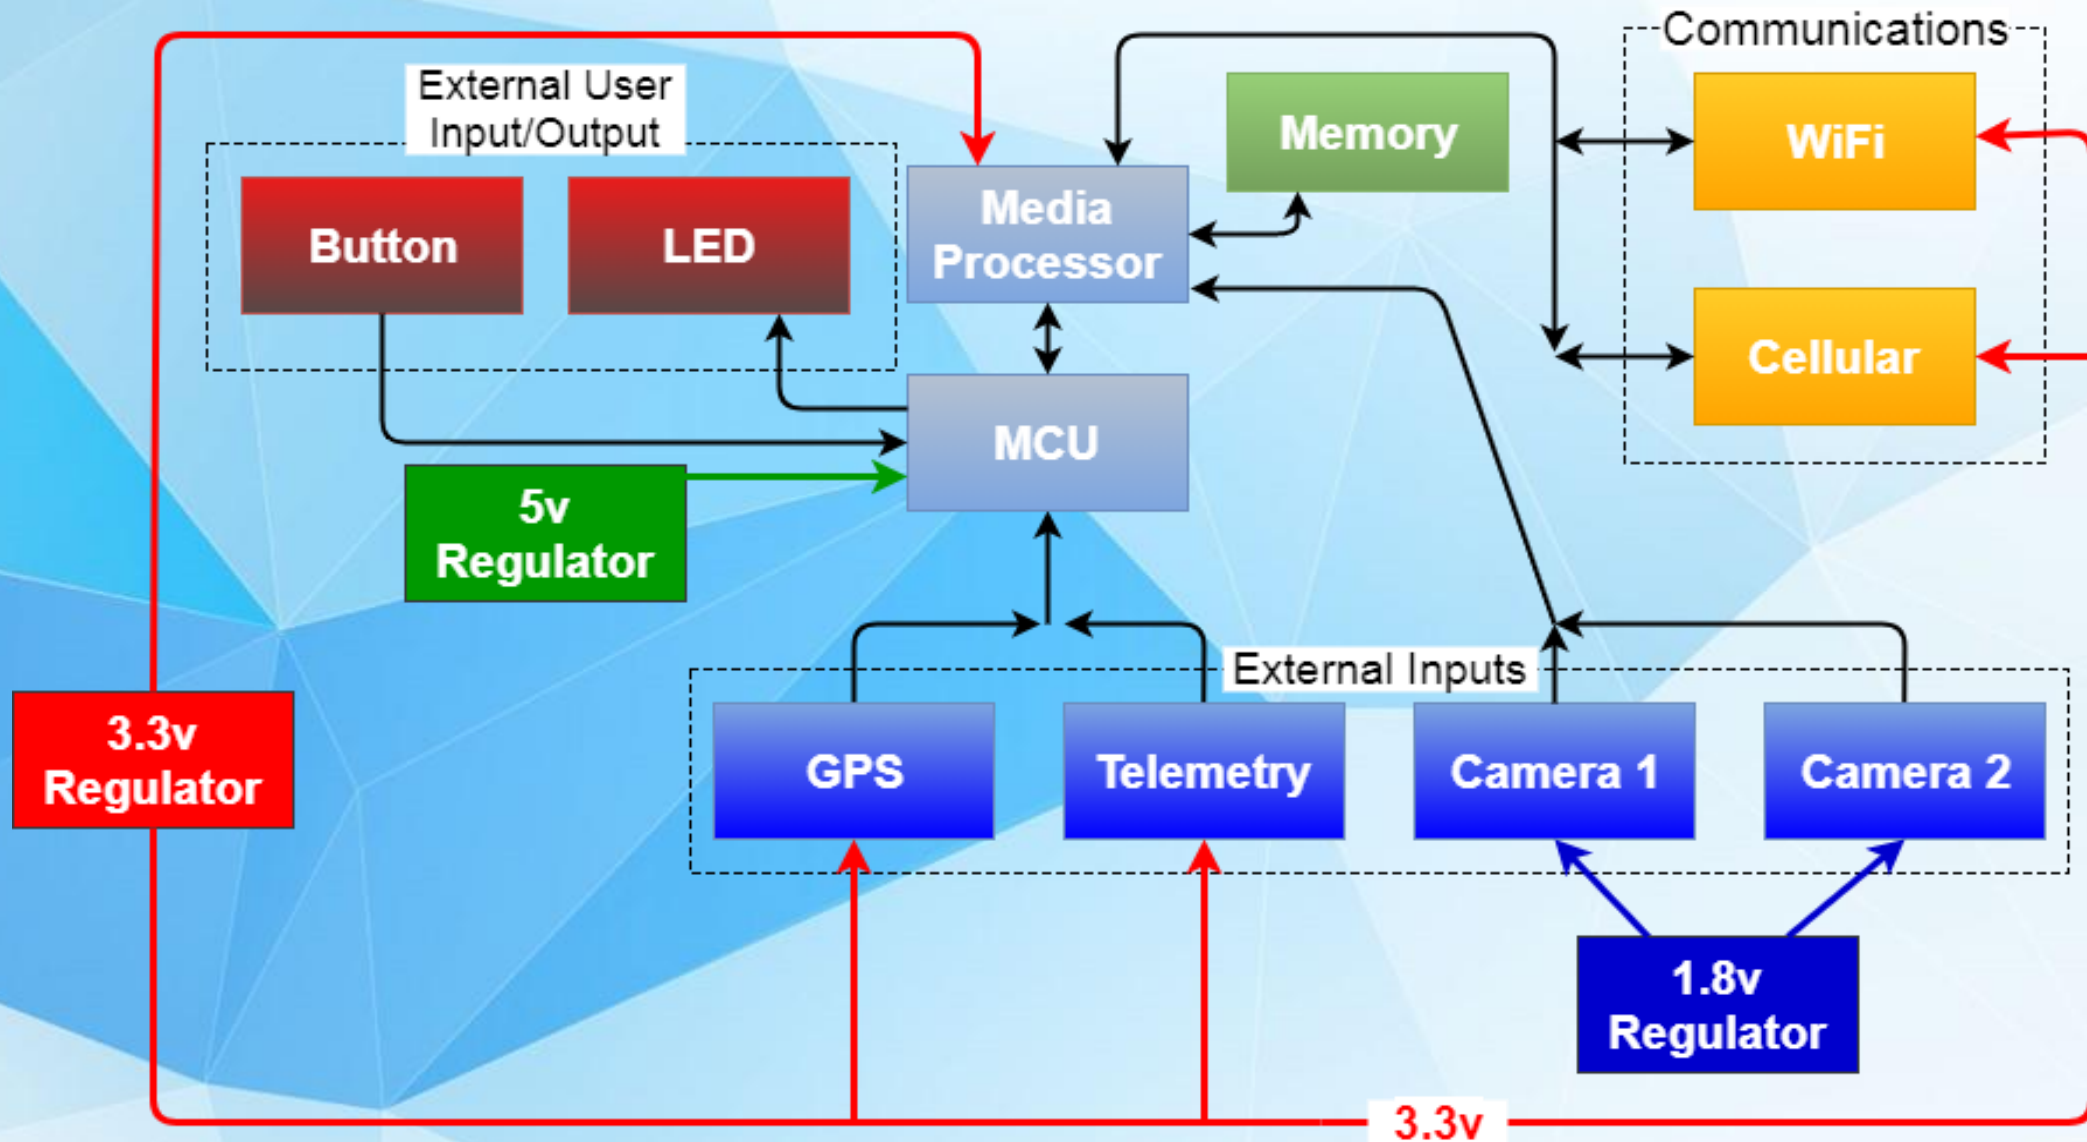 Communications
External User
Input/Output
Memory
WiFi
Media
Processor
Button
LED
Cellular
MCU
5v
Regulator
External Inputs
3.3v
Regulator
GPS
Telemetry
Camera 1
Camera 2
1.8v
Regulator
3.3v